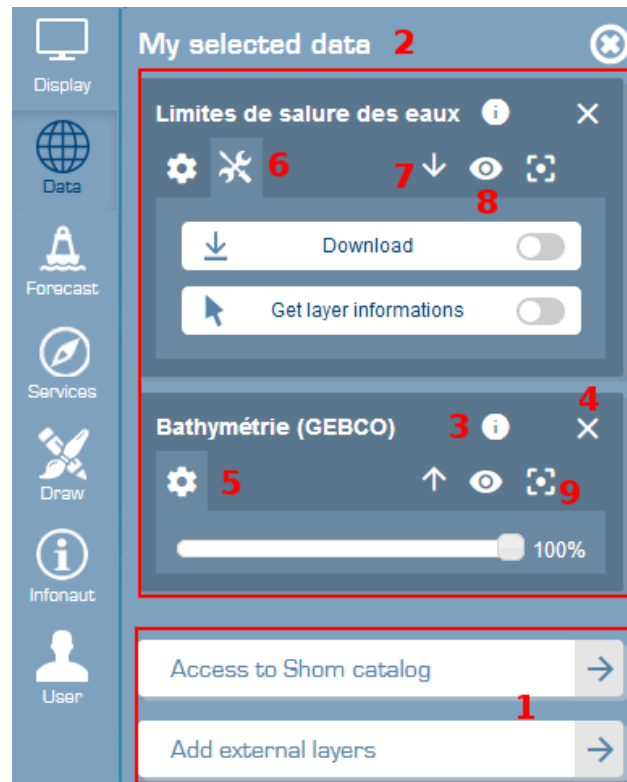 Display
Data
Forecast
Services
Draw
Infonaut
User
My selected data 2
Limites de salure des eaux
6
7
8
Download
Get layer informations
4
Bathymétrie (GEBCO) 3
5
9
100%
Access to Shom catalog
1
Add external layers